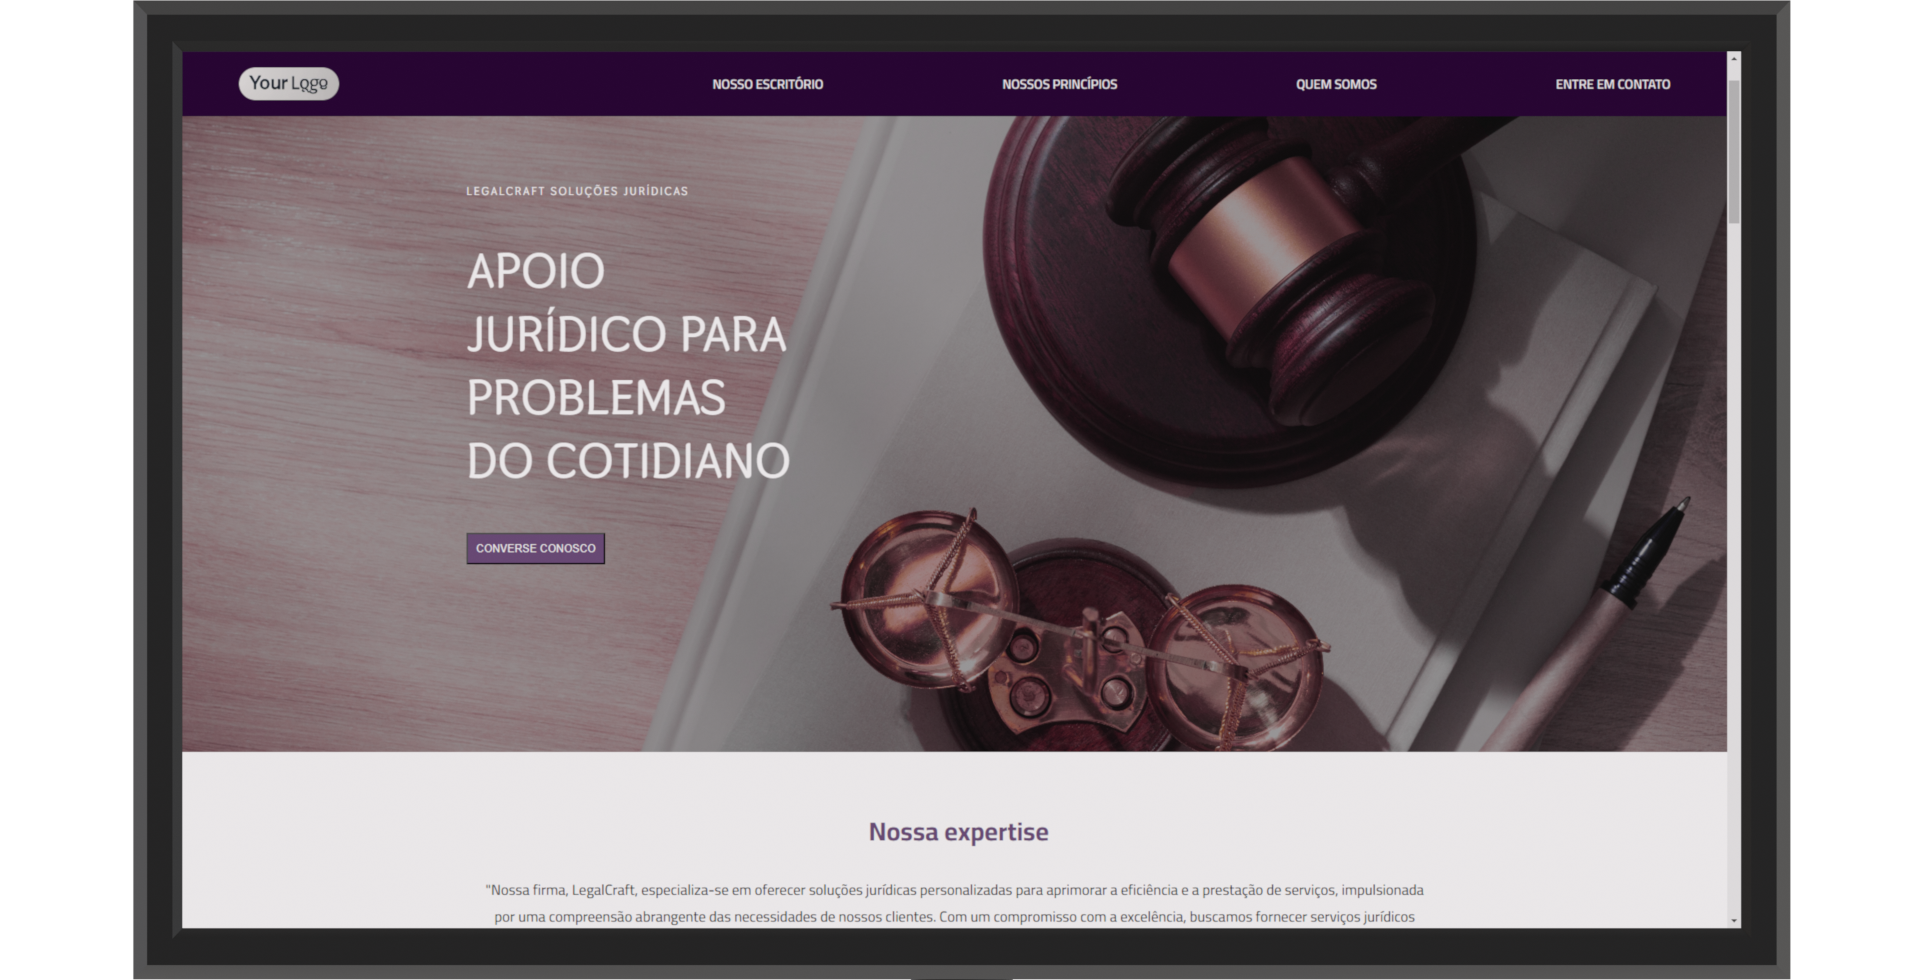 Your Logo
NOSSO ESCRITÓRIO
NOSSOS PRINCÍPIOS
QUEM SOMOS
ENTRE EM CONTATO
LEGALCRAFT SOLUÇÕES JURÍDICAS
APOIO
JURÍDICO PARA
PROBLEMAS
DO COTIDIANO
CONVERSE CONOSCO
Nossa expertise
"Nossa firma, LegalCraft, especializa-se em oferecer soluções jurídicas personalizadas para aprimorar a eficiência e a prestação de serviços, impulsionada
por uma compreensão abrangente das necessidades de nossos clientes. Com um compromisso com a excelência, buscamos fornecer serviços jurídicos